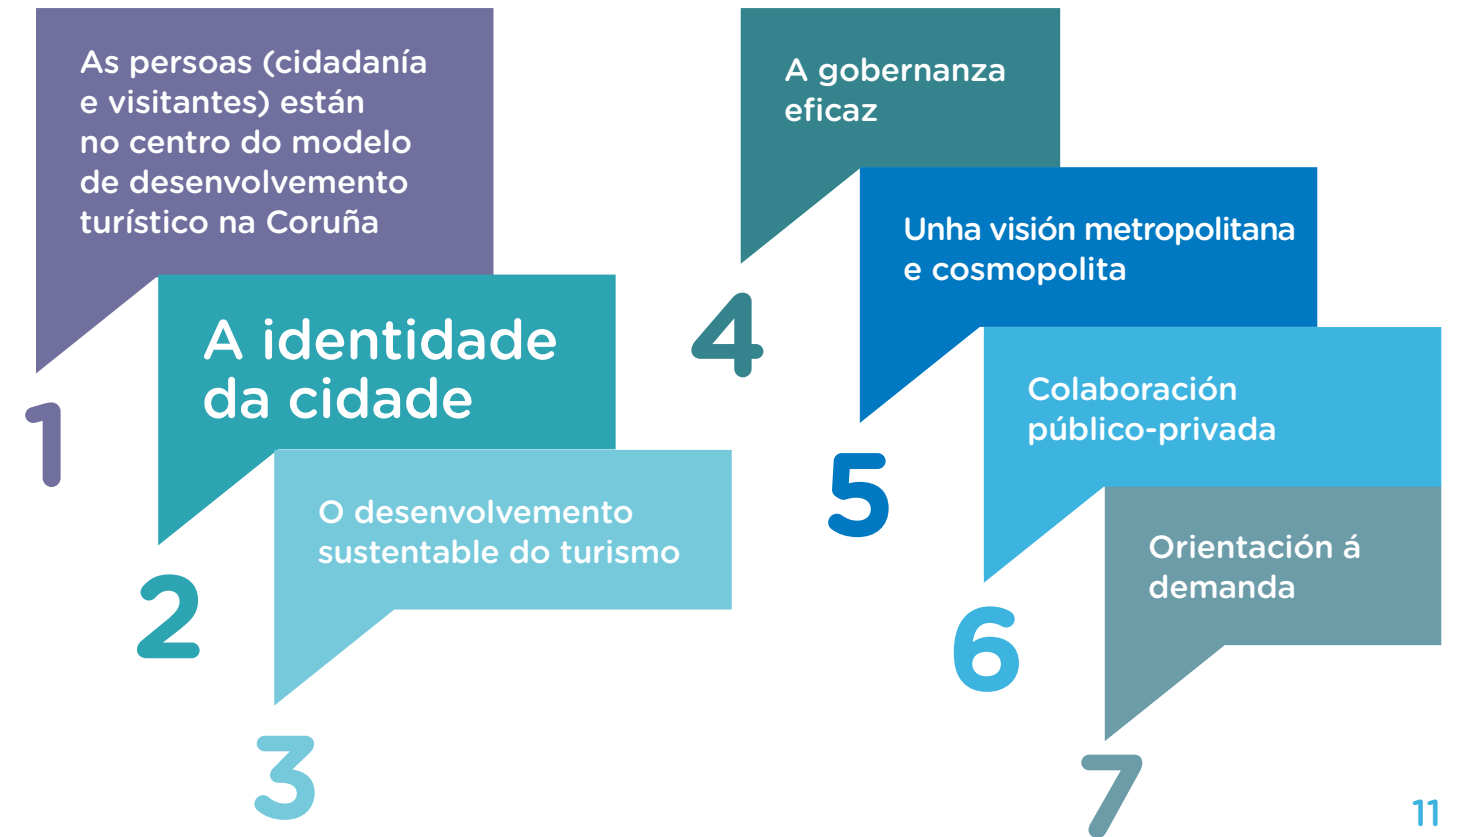 As persoas (cidadanía
e visitantes) están
no centro do modelo
de desenvolvemento
turístico na Coruña
1
A identidade
da cidade
2
O desenvolvemento
sustentable do turismo
3
A gobernanza
eficaz
4
Unha visión metropolitana
e cosmopolita
5
Colaboración
público-privada
6
Orientación á
demanda
7
11